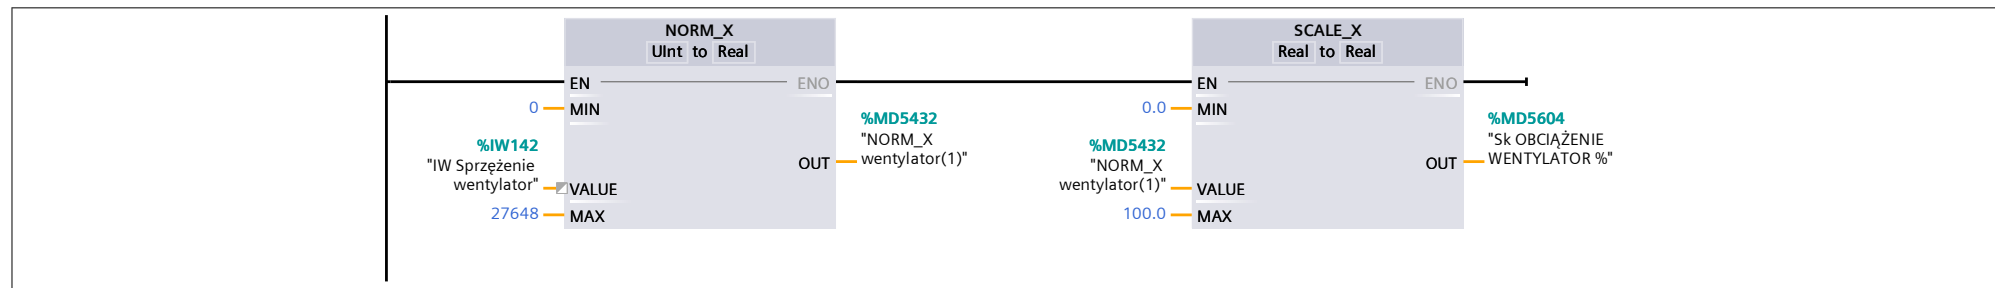 NORM_X
UInt to Real
EN
ENO
0
MIN
%IW142
"IW Sprzężenie
wentylator"
VALUE
27648
MAX
OUT
%MD5432
"NORM_X
wentylator(1)"
SCALE_X
Real to Real
EN
ENO
0.0
MIN
%MD5432
"NORM_X
wentylator(1)"
VALUE
100.0
MAX
OUT
%MD5604
"Sk OBCIĄŻENIE
WENTYLATOR %"